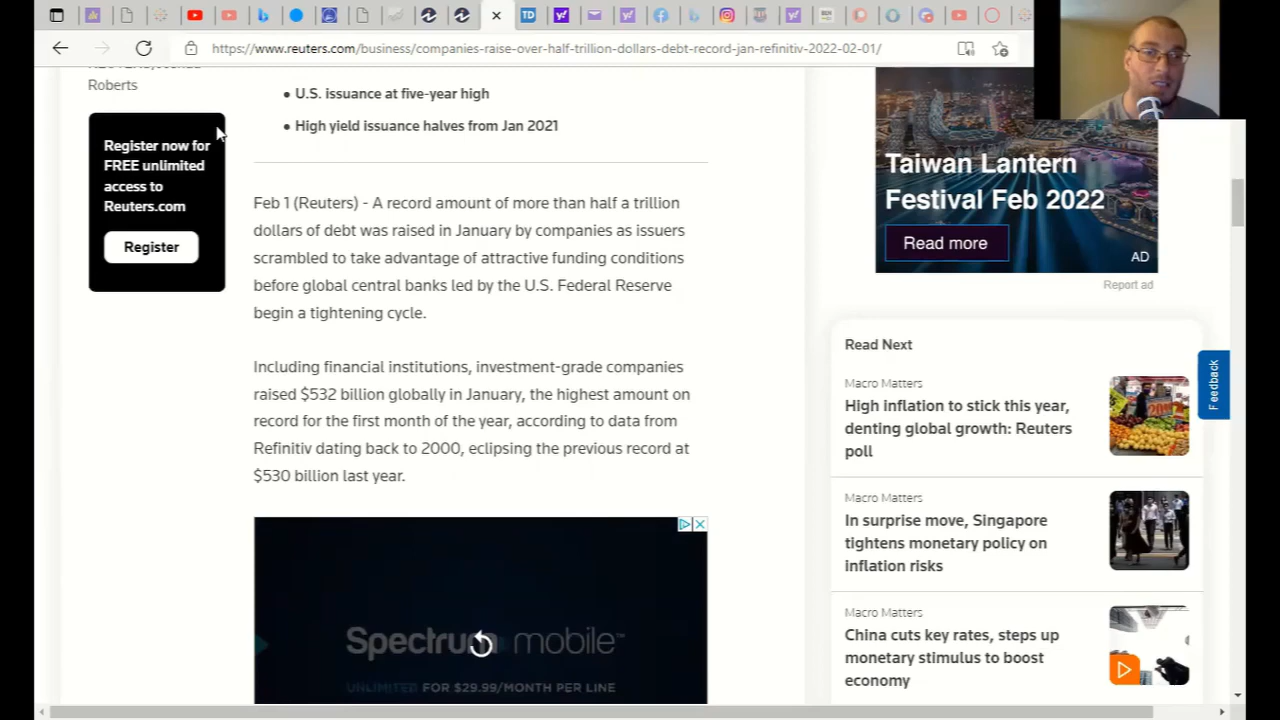 https://www.reuters.com/business/companies-raise-over-half-trillion-dollars-debt-record-jan-refinitiv-2022-02-01/
Roberts
Register now for
FREE unlimited
access to
Reuters.com
Register
• U.S. issuance at five-year high
• High yield issuance halves from Jan 2021
Feb 1 (Reuters) - A record amount of more than half a trillion
dollars of debt was raised in January by companies as issuers
scrambled to take advantage of attractive funding conditions
before global central banks led by the U.S. Federal Reserve
begin a tightening cycle.
Including financial institutions, investment-grade companies
raised $532 billion globally in January, the highest amount on
record for the first month of the year, according to data from
Refinitiv dating back to 2000, eclipsing the previous record at
$530 billion last year.
Spectrum mobile™
UNLIMITED FOR $29.99/MONTH PER LINE
Taiwan Lantern
Festival Feb 2022
Read more
AD
Report ad
Read Next
Macro Matters
High inflation to stick this year,
denting global growth: Reuters
poll
Macro Matters
In surprise move, Singapore
tightens monetary policy on
inflation risks
Macro Matters
China cuts key rates, steps up
monetary stimulus to boost
economy
Feedback